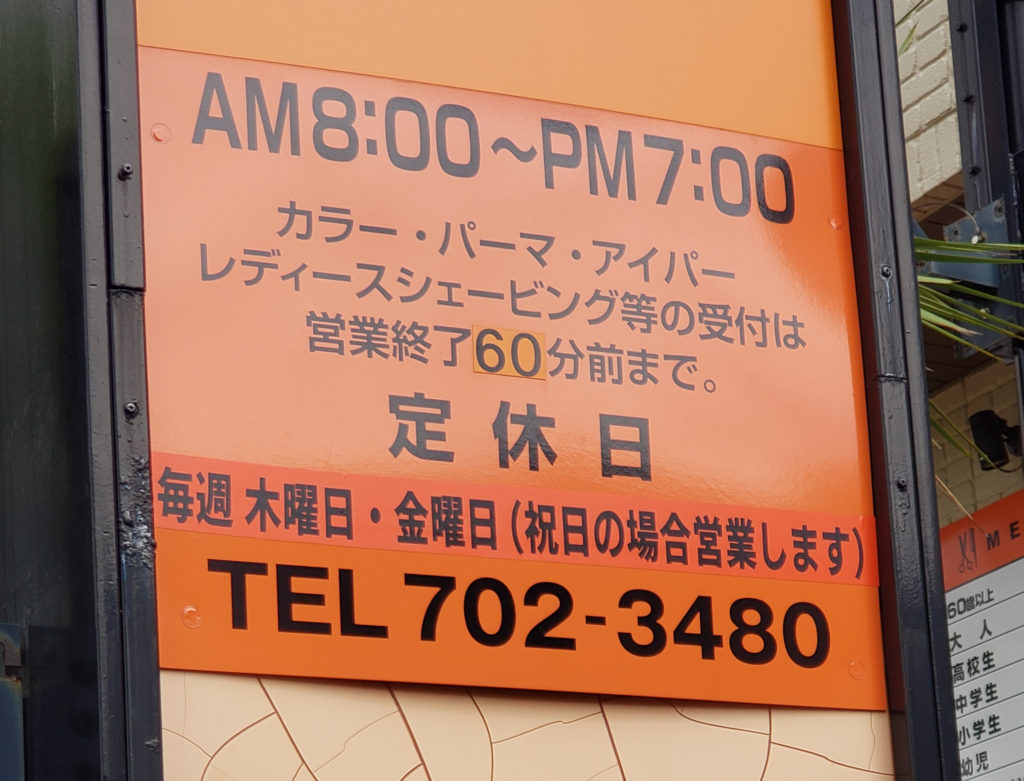 AM8:00~PM7:00
カラー・パーマ・アイパー
レディースシェービング等の受付は
営業終了60分前まで。
定休日
毎週 木曜日・金曜日(祝日の場合営業します)
TEL 702-3480
ME
60歳以上
大人
高校生
中学生
小学生
幼児